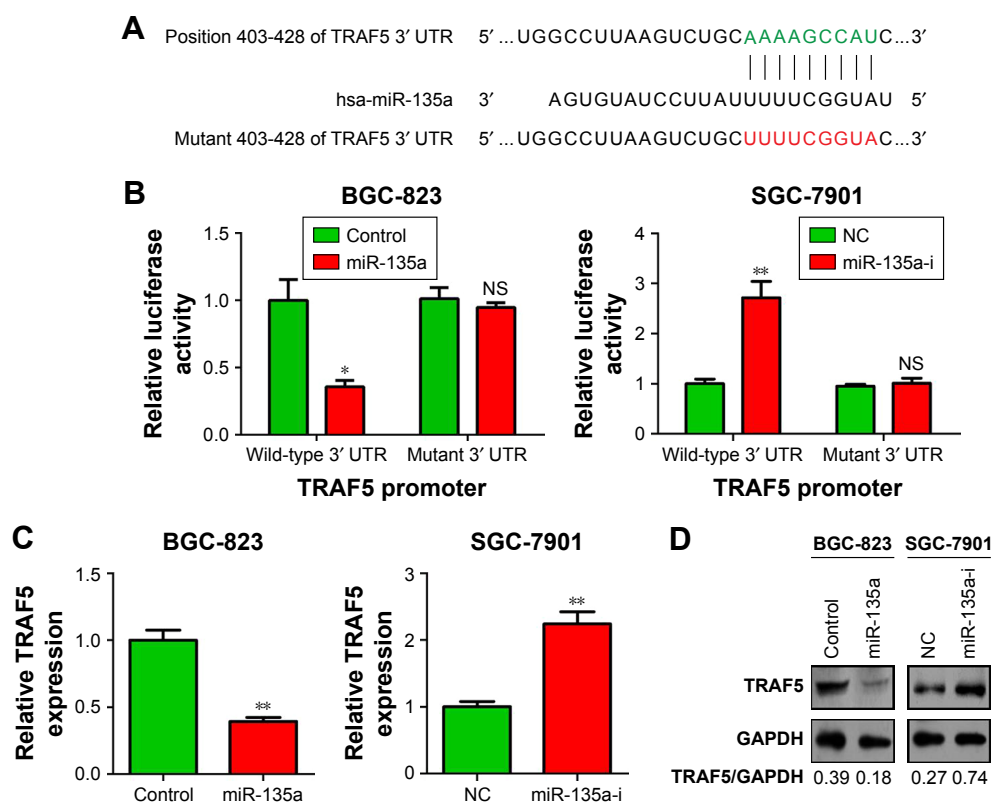 A
Position 403-428 of TRAF5 3′ UTR 5′ ...UGGCCUUAAGUCUGCAAAAGCCAUC...3′
hsa-miR-135a 3′ AGUGUAUCCUUAUUUUUCGGUAU 5′
Mutant 403-428 of TRAF5 3′ UTR 5′ ...UGGCCUUAAGUCUGCUUUUCGGUAC...3′
B
BGC-823
Relative luciferase
activity
1.5
1.0
0.5
0.0
Control
miR-135a
*
NS
Wild-type 3′ UTR Mutant 3′ UTR
TRAF5 promoter
SGC-7901
Relative luciferase
activity
5
4
3
2
1
0
NC
miR-135a-i
**
NS
Wild-type 3′ UTR Mutant 3′ UTR
TRAF5 promoter
C
BGC-823
Relative TRAF5
expression
1.5
1.0
0.5
0.0
**
Control miR-135a
SGC-7901
Relative TRAF5
expression
3
2
1
0
**
NC miR-135a-i
D
BGC-823 SGC-7901
Control miR-135a NC miR-135a-i
TRAF5
GAPDH
TRAF5/GAPDH 0.39 0.18 0.27 0.74